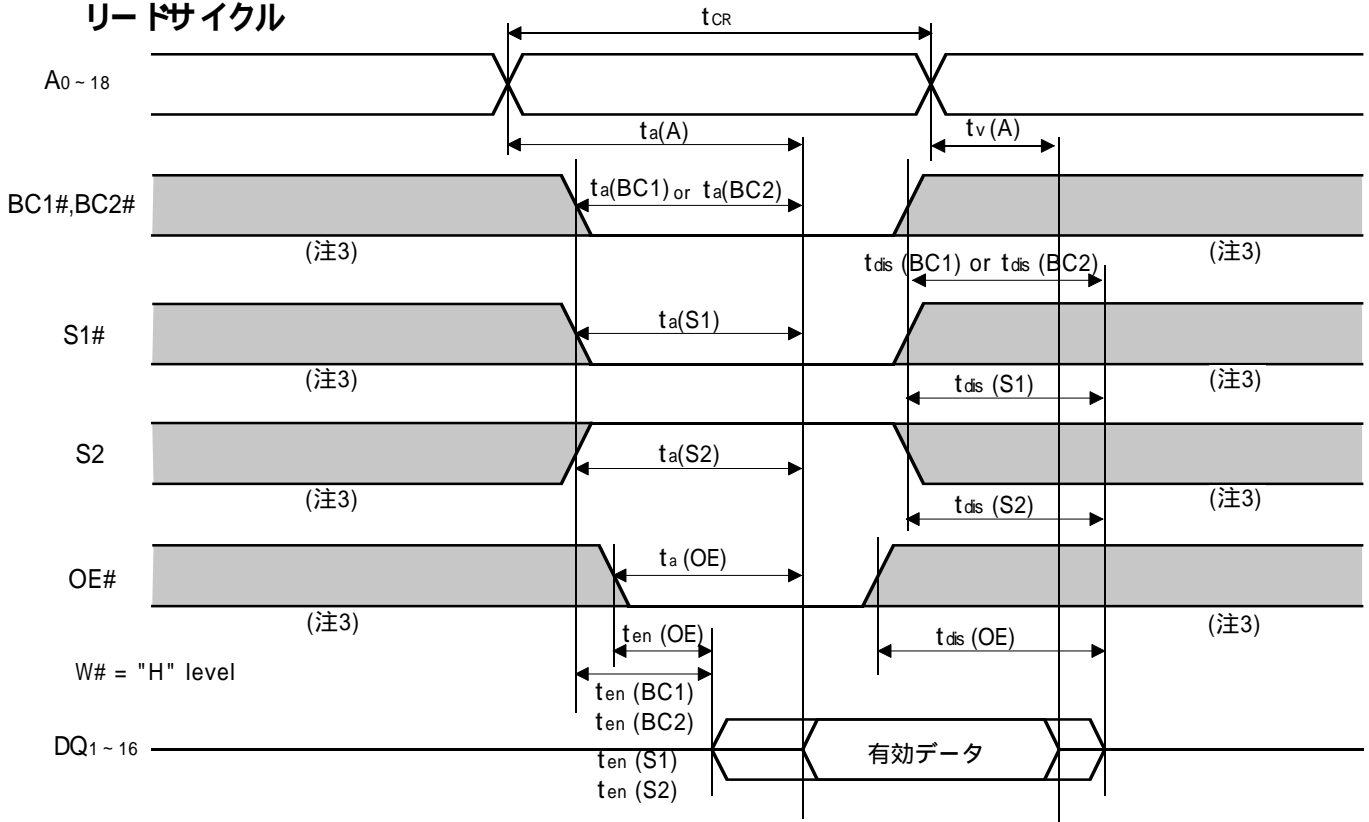 リードサイクル
tCR
A0~18
ta(A)
tv(A)
BC1#,BC2#
ta(BC1) or ta(BC2)
(注3)
(注3)
tdis (BC1) or tdis (BC2)
S1#
ta(S1)
(注3)
(注3)
tdis (S1)
S2
ta(S2)
(注3)
(注3)
tdis (S2)
OE#
ta (OE)
(注3)
(注3)
ten (OE)
tdis (OE)
W# = "H" level
ten (BC1)
ten (BC2)
DQ1~16
有効データ
ten (S1)
ten (S2)